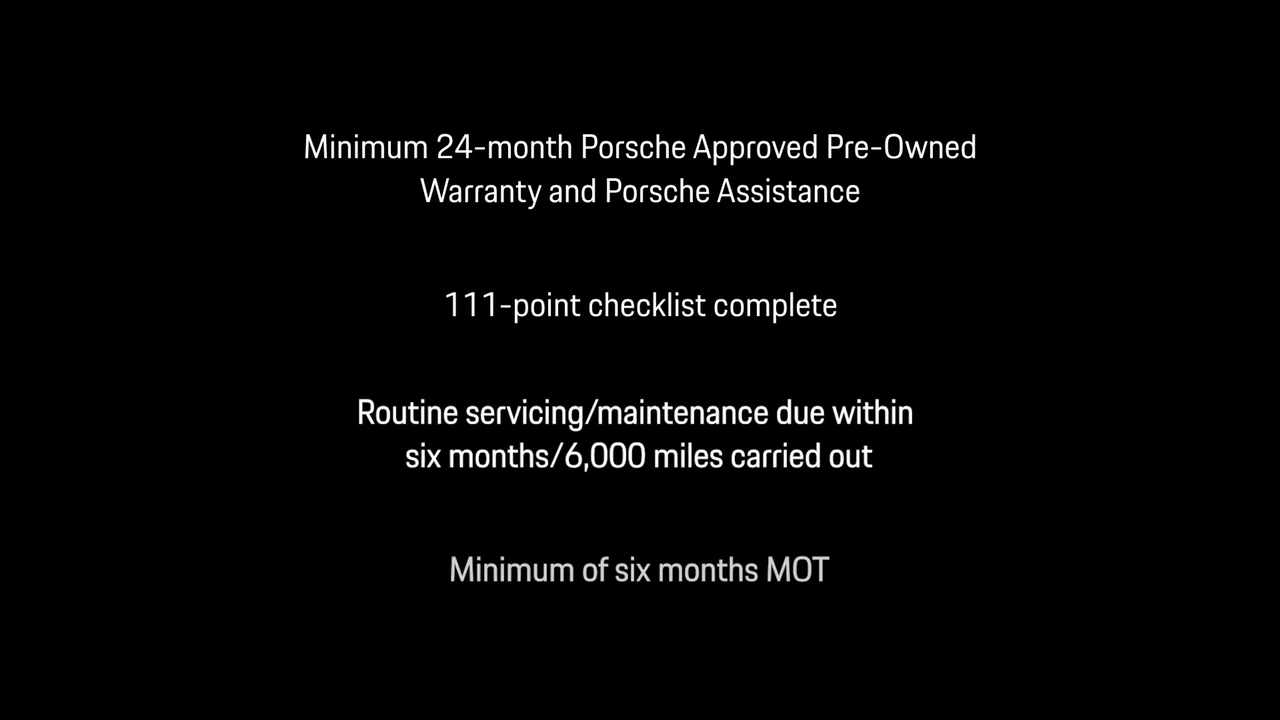 Minimum 24-month Porsche Approved Pre-Owned
Warranty and Porsche Assistance
111-point checklist complete
Routine servicing/maintenance due within
six months/6,000 miles carried out
Minimum of six months MOT